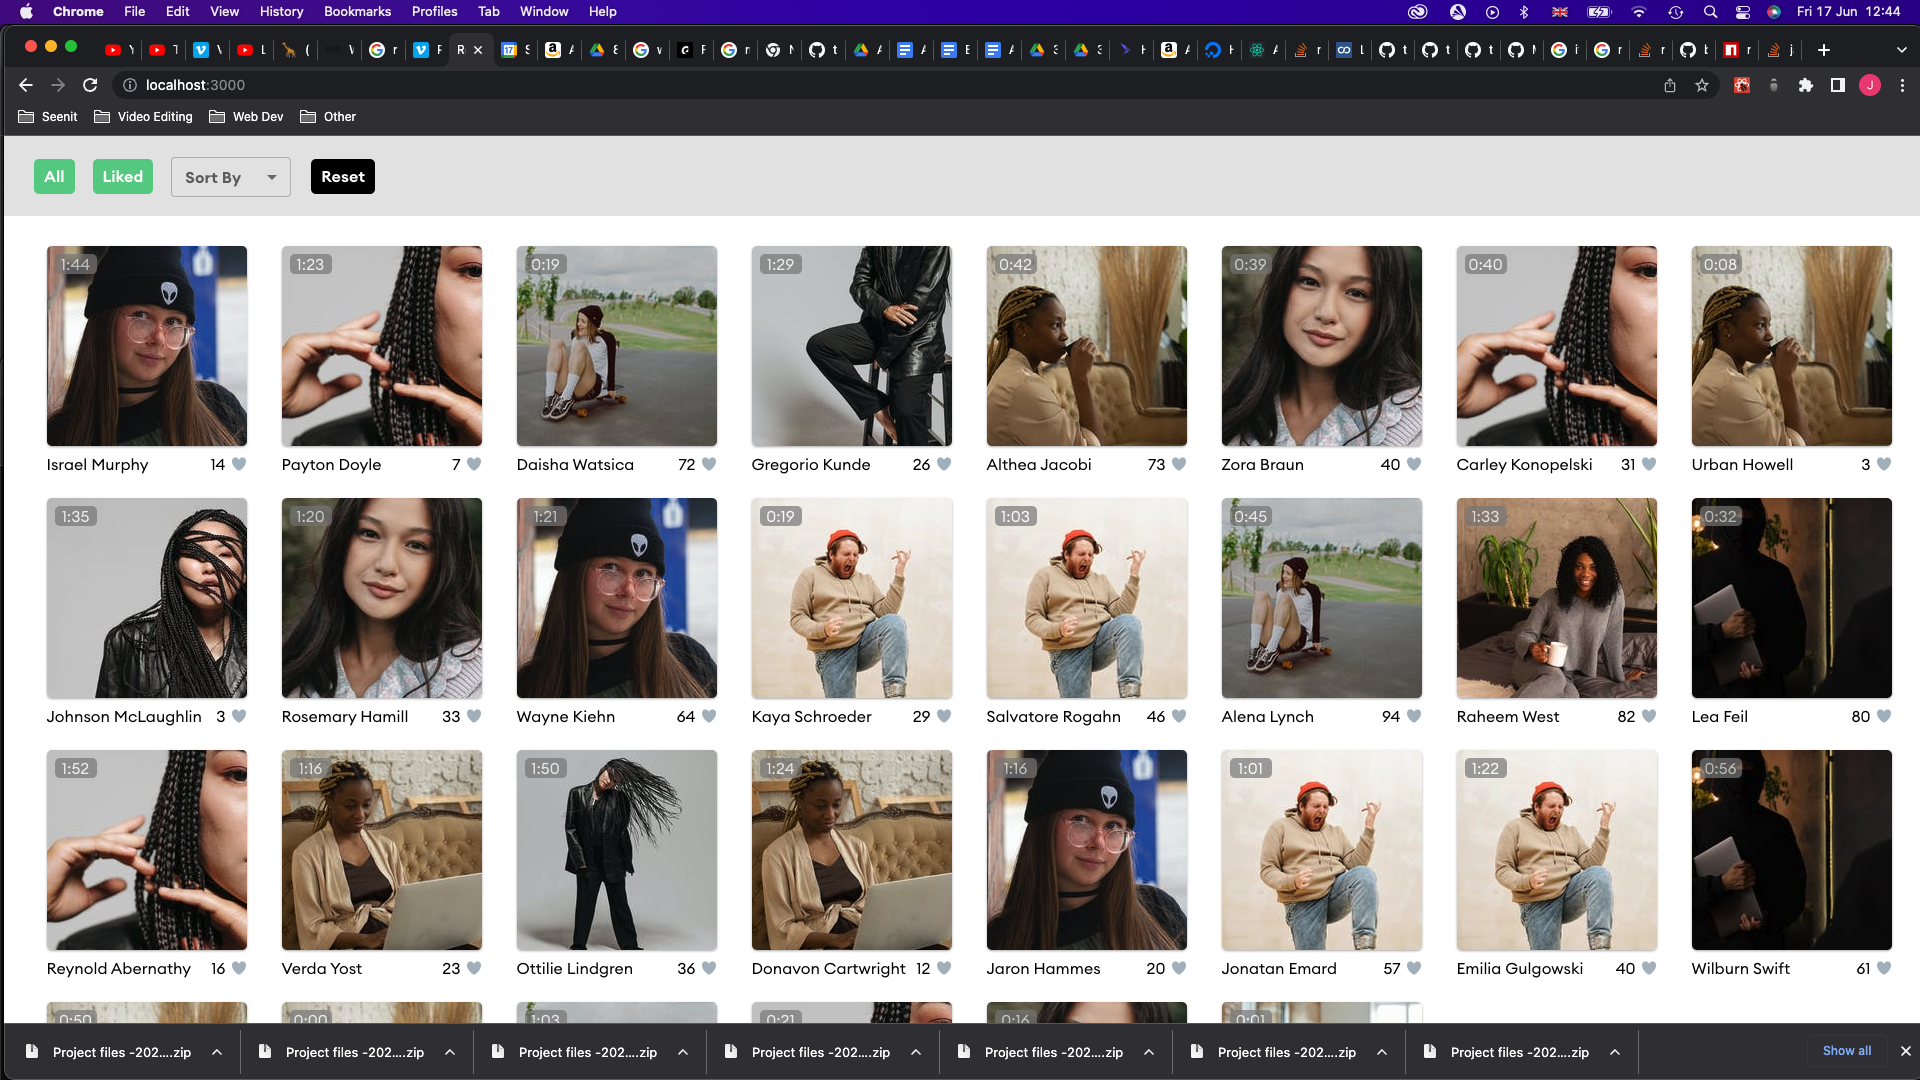 Chrome File Edit View History Bookmarks Profiles Tab Window Help Fri 17 Jun 12:44
localhost:3000
J
Seenit Video Editing Web Dev Other
All Liked Sort By Reset
1:44 1:23 0:19 1:29 0:42 0:39 0:40 0:08
Israel Murphy 14 Payton Doyle 7 Daisha Watsica 72 Gregorio Kunde 26 Althea Jacobi 73 Zora Braun 40 Carley Konopelski 31 Urban Howell 3
1:35 1:20 1:21 0:19 1:03 0:45 1:33 0:32
Johnson McLaughlin 3 Rosemary Hamill 33 Wayne Kiehn 64 Kaya Schroeder 29 Salvatore Rogahn 46 Alena Lynch 94 Raheem West 82 Lea Feil 80
1:52 1:16 1:50 1:24 1:16 1:01 1:22 0:56
Reynold Abernathy 16 Verda Yost 23 Ottilie Lindgren 36 Donavon Cartwright 12 Jaron Hammes 20 Jonatan Emard 57 Emilia Gulgowski 40 Wilburn Swift 61
0:50 0:00 1:03 0:21 0:16 0:01
Project files -202....zip Project files -202....zip Project files -202....zip Project files -202....zip Project files -202....zip Project files -202....zip Project files -202....zip Show all